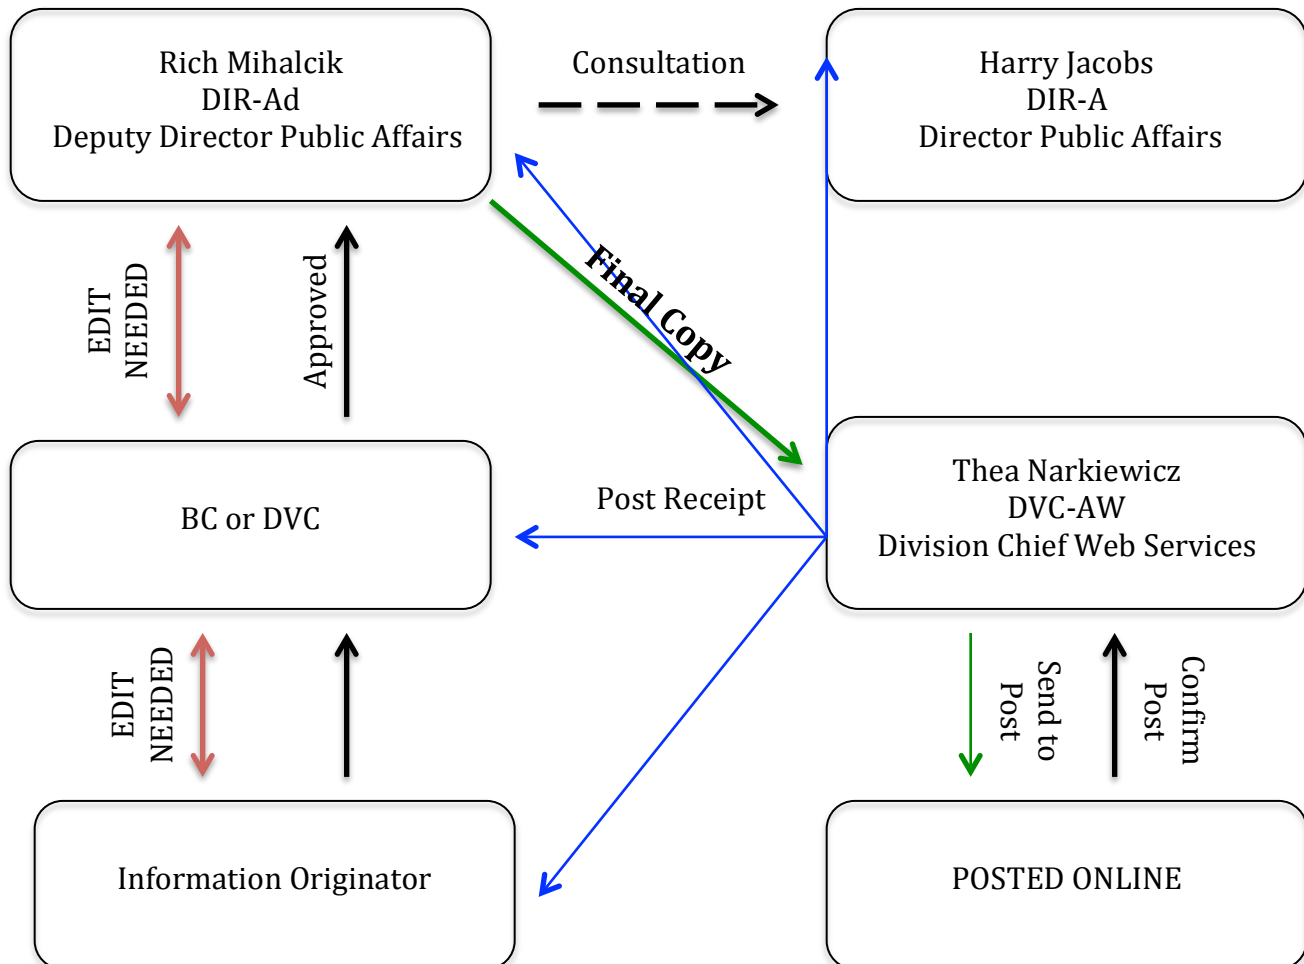 Rich Mihalcik
DIR-Ad
Deputy Director Public Affairs
Consultation
Harry Jacobs
DIR-A
Director Public Affairs
EDIT
NEEDED
Approved
Final Copy
BC or DVC
Post Receipt
Thea Narkiewicz
DVC-AW
Division Chief Web Services
EDIT
NEEDED
Send to
Post
Confirm
Post
Information Originator
POSTED ONLINE